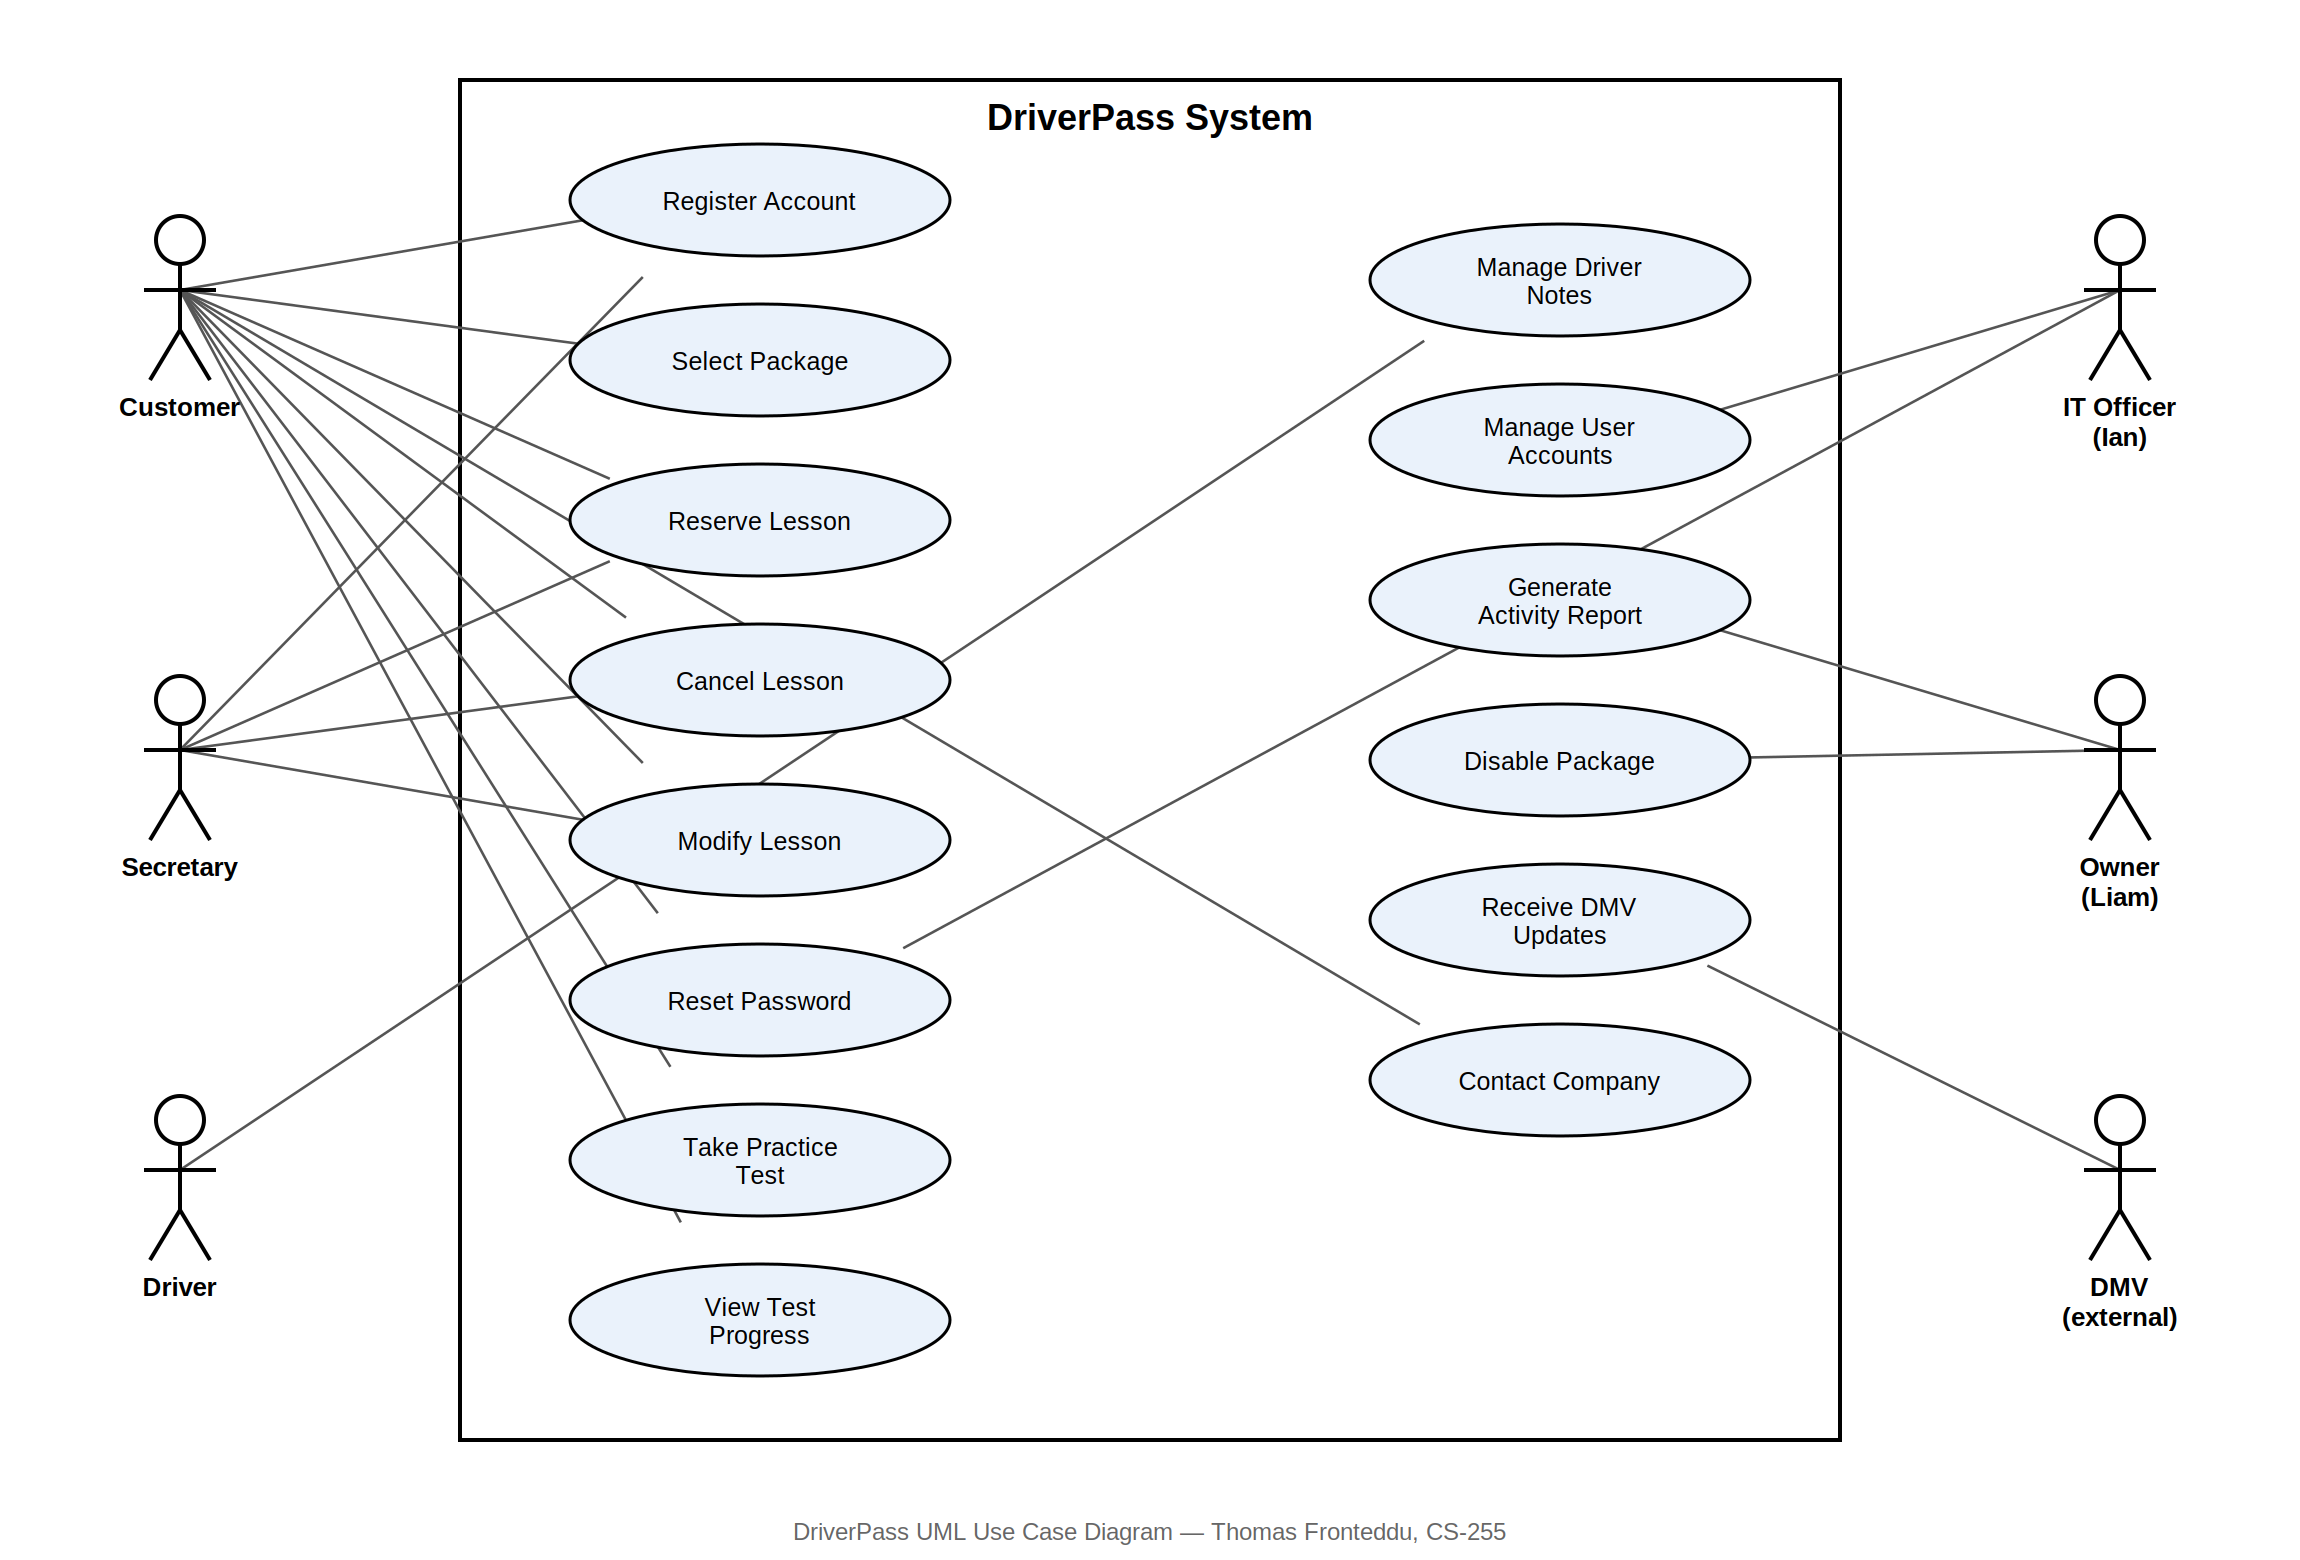 DriverPass System
Register Account
Select Package
Reserve Lesson
Cancel Lesson
Modify Lesson
Reset Password
Take Practice
Test
View Test
Progress
Manage Driver
Notes
Manage User
Accounts
Generate
Activity Report
Disable Package
Receive DMV
Updates
Contact Company
Customer
Secretary
Driver
IT Officer
(Ian)
Owner
(Liam)
DMV
(external)
DriverPass UML Use Case Diagram — Thomas Fronteddu, CS-255